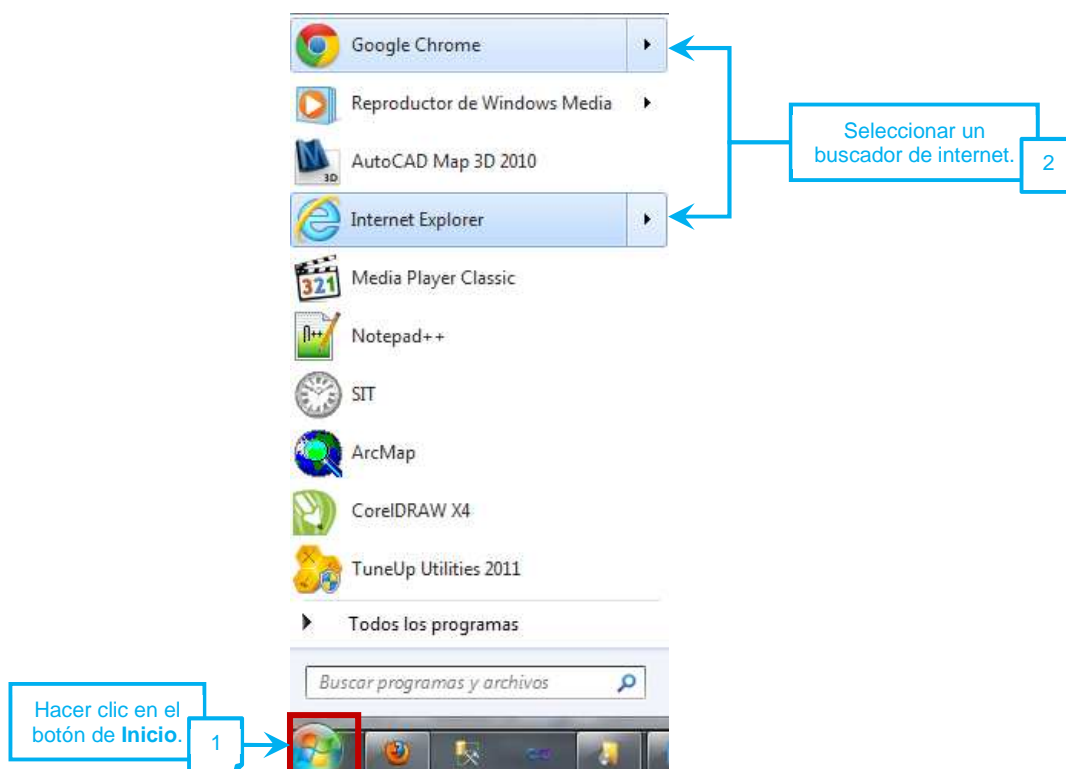 Google Chrome
Reproductor de Windows Media
Seleccionar un
buscador de internet.
2
AutoCAD Map 3D 2010
3D
Internet Explorer
Media Player Classic
321
Notepad++
n++
SIT
ArcMap
CorelDRAW X4
TuneUp Utilities 2011
Todos los programas
Buscar programas y archivos
Hacer clic en el
botón de Inicio.
1